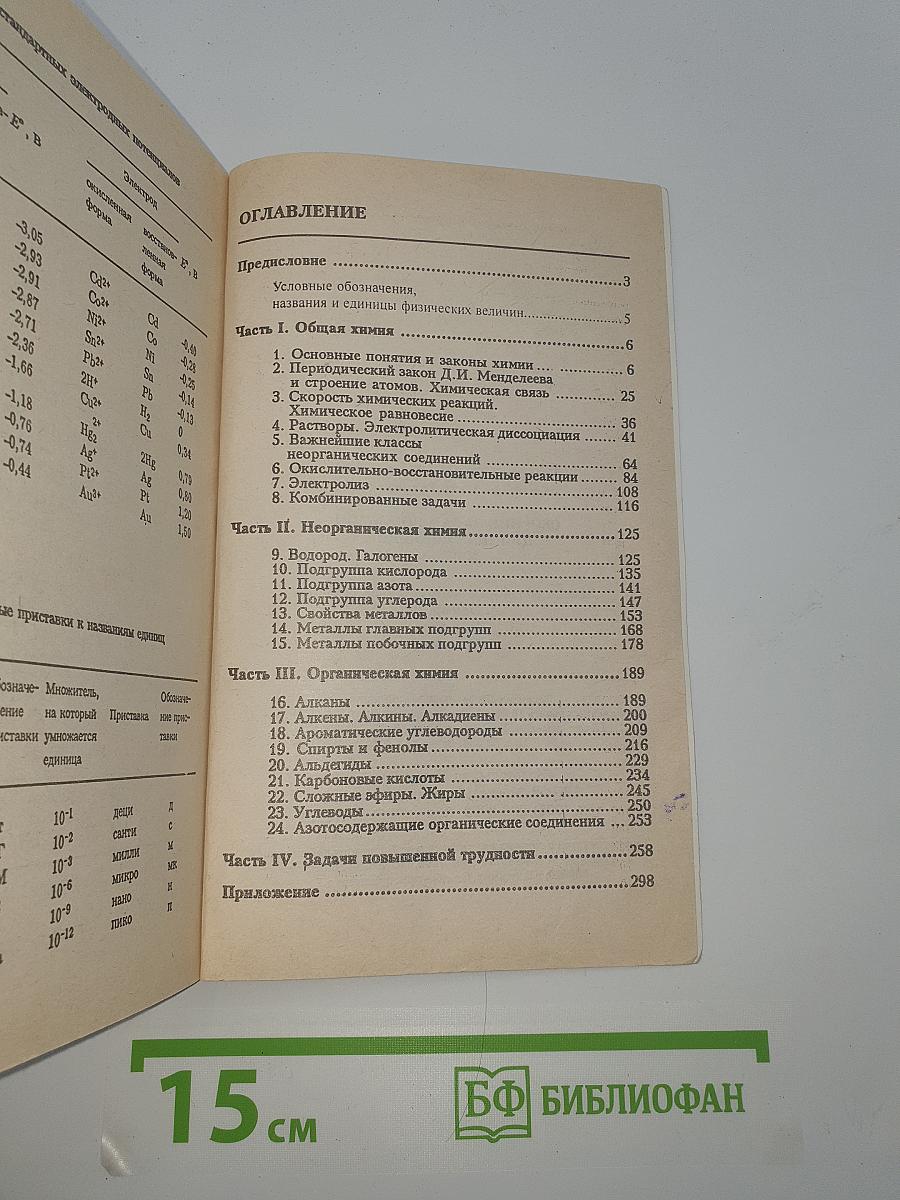 стандартных электродных потенциалов
E°, В
Электрод
окисленная форма
восстановленная форма
E°, В
-3,05
-2,93
-2,91
-2,87
-2,71
-2,36
-1,66
-1,18
-0,76
-0,74
-0,44
Cd2+ Cd -0,40
Co2+ Co -0,28
Ni2+ Ni -0,25
Sn2+ Sn -0,14
Pb2+ Pb -0,13
2H+ H2 0
Cu2+ Cu 0,34
Hg2 2+ 2Hg 0,79
Ag+ Ag 0,80
Pt2+ Pt 1,20
Au3+ Au 1,50
приставки к названиям единиц
Множитель, на который умножается единица
Приставка
Обозначе-
ние прис-
тавки
10-1 деци д
10-2 санти с
10-3 милли м
10-6 микро мк
10-9 нано н
10-12 пико п
ОГЛАВЛЕНИЕ
Предисловие 3
Условные обозначения,
названия и единицы физических величин 5
Часть I. Общая химия 6
1. Основные понятия и законы химии 6
2. Периодический закон Д.И. Менделеева
и строение атомов. Химическая связь 25
3. Скорость химических реакций.
Химическое равновесие 36
4. Растворы. Электролитическая диссоциация 41
5. Важнейшие классы
неорганических соединений 64
6. Окислительно-восстановительные реакции 84
7. Электролиз 108
8. Комбинированные задачи 116
Часть II. Неорганическая химия 125
9. Водород. Галогены 125
10. Подгруппа кислорода 135
11. Подгруппа азота 141
12. Подгруппа углерода 147
13. Свойства металлов 153
14. Металлы главных подгрупп 168
15. Металлы побочных подгрупп 178
Часть III. Органическая химия 189
16. Алканы 189
17. Алкены. Алкины. Алкадиены 200
18. Ароматические углеводороды 209
19. Спирты и фенолы 216
20. Альдегиды 229
21. Карбоновые кислоты 234
22. Сложные эфиры. Жиры 245
23. Углеводы 250
24. Азотосодержащие органические соединения 253
Часть IV. Задачи повышенной трудности 258
Приложение 298
15 см
БФ БИБЛИОФАН